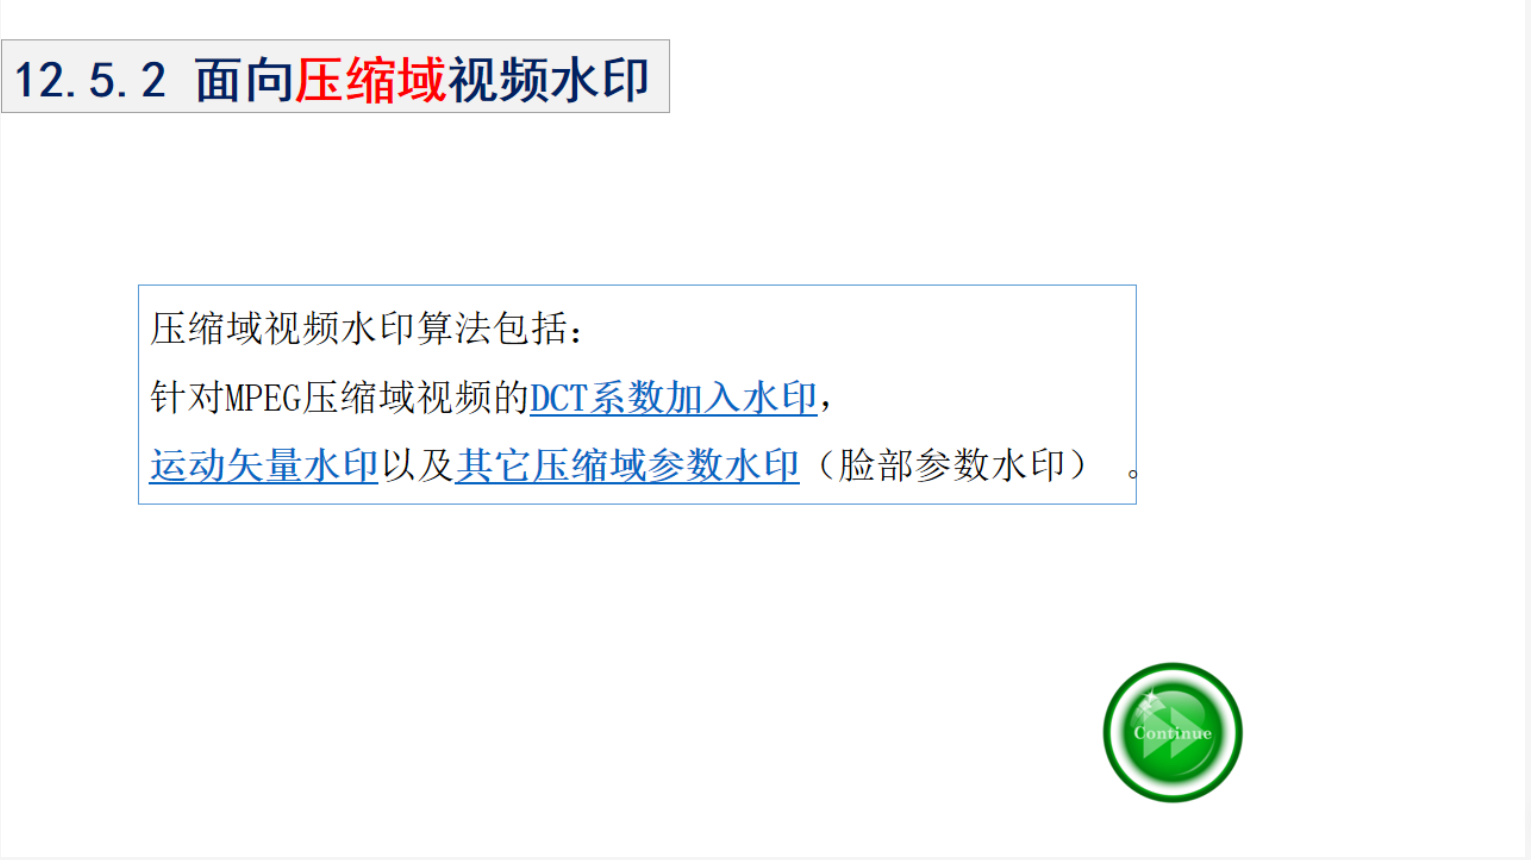 12.5.2 面向压缩域视频水印
压缩域视频水印算法包括：
针对MPEG压缩域视频的DCT系数加入水印，
运动矢量水印以及其它压缩域参数水印（脸部参数水印） 。
Continue